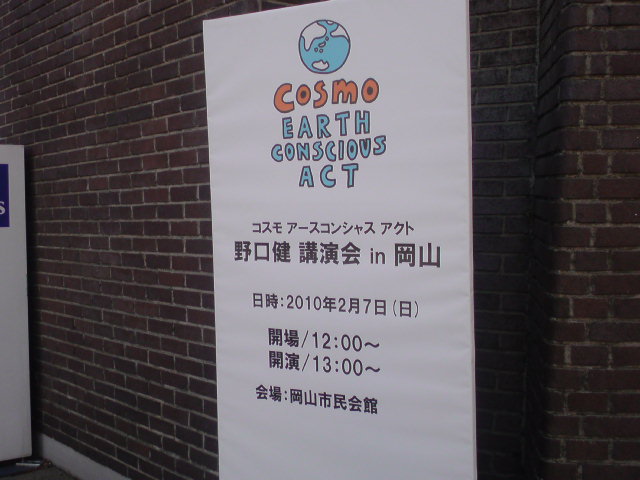 COSMO
EARTH
CONSCIOUS
ACT
コスモ アースコンシャス アクト
野口健 講演会 in 岡山
日時:2010年2月7日(日)
開場/12:00～
開演/13:00～
会場:岡山市民会館
s